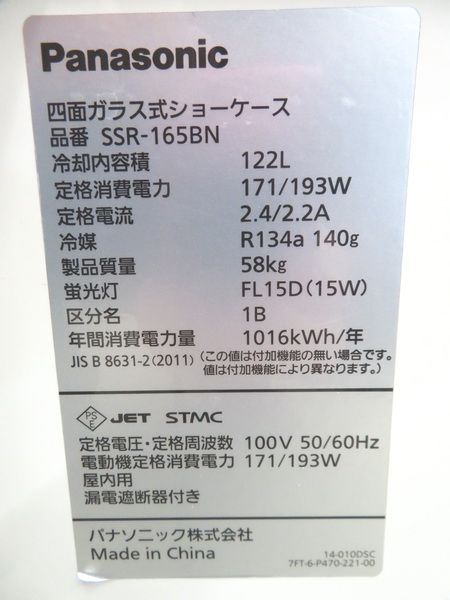 Panasonic
四面ガラス式ショーケース
品番 SSR-165BN
冷却内容積 122L
定格消費電力 171/193W
定格電流 2.4/2.2A
冷媒 R134a 140g
製品質量 58kg
蛍光灯 FL15D(15W)
区分名 1B
年間消費電力量 1016kWh/年
JIS B 8631-2(2011) (この値は付加機能の無い場合です。
値は付加機能により異なります。)
PSE JET STMC
定格電圧・定格周波数 100V 50/60Hz
電動機定格消費電力 171/193W
屋内用
漏電遮断器付き
パナソニック株式会社
Made in China
14-010DSC
7FT-6-P470-221-00